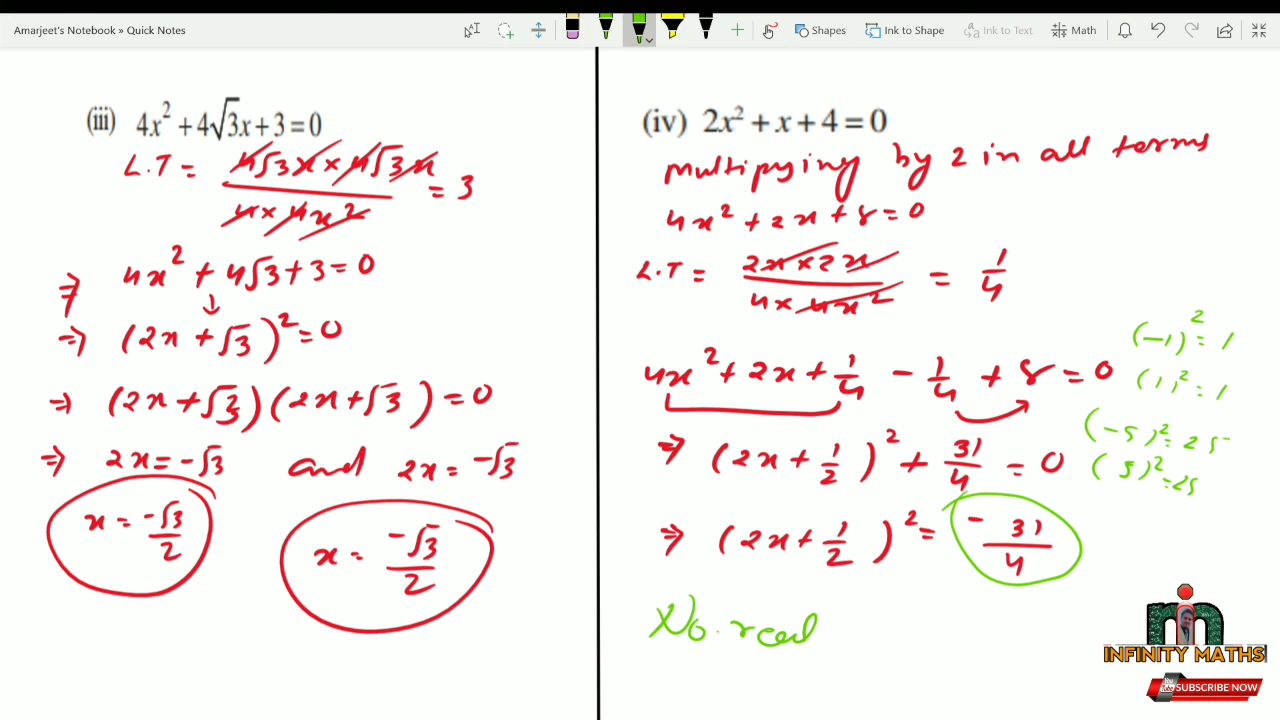 Amarjeet's Notebook » Quick Notes
Shapes Ink to Shape Ink to Text Math
(iii) 4x² + 4√3x + 3 = 0
L.T = 4√3x × 4√3x / 4 × 4x² = 3
⇒ 4x² + 4√3 + 3 = 0
↓
⇒ (2x + √3)² = 0
⇒ (2x + √3)(2x + √3) = 0
⇒ 2x = -√3 and 2x = -√3
x = -√3/2 x = -√3/2
(iv) 2x² + x + 4 = 0
multipying by 2 in all terms
4x² + 2x + 8 = 0
L.T = 2x × 2x / 4 × 4x² = 1/4
4x² + 2x + 1/4 - 1/4 + 8 = 0
⇒ (2x + 1/2)² + 31/4 = 0
⇒ (2x + 1/2)² = -31/4
No. real
(-1)² = 1
(1)² = 1
(-5)² = 25
(5)² = 25
INFINITY MATHS
SUBSCRIBE NOW